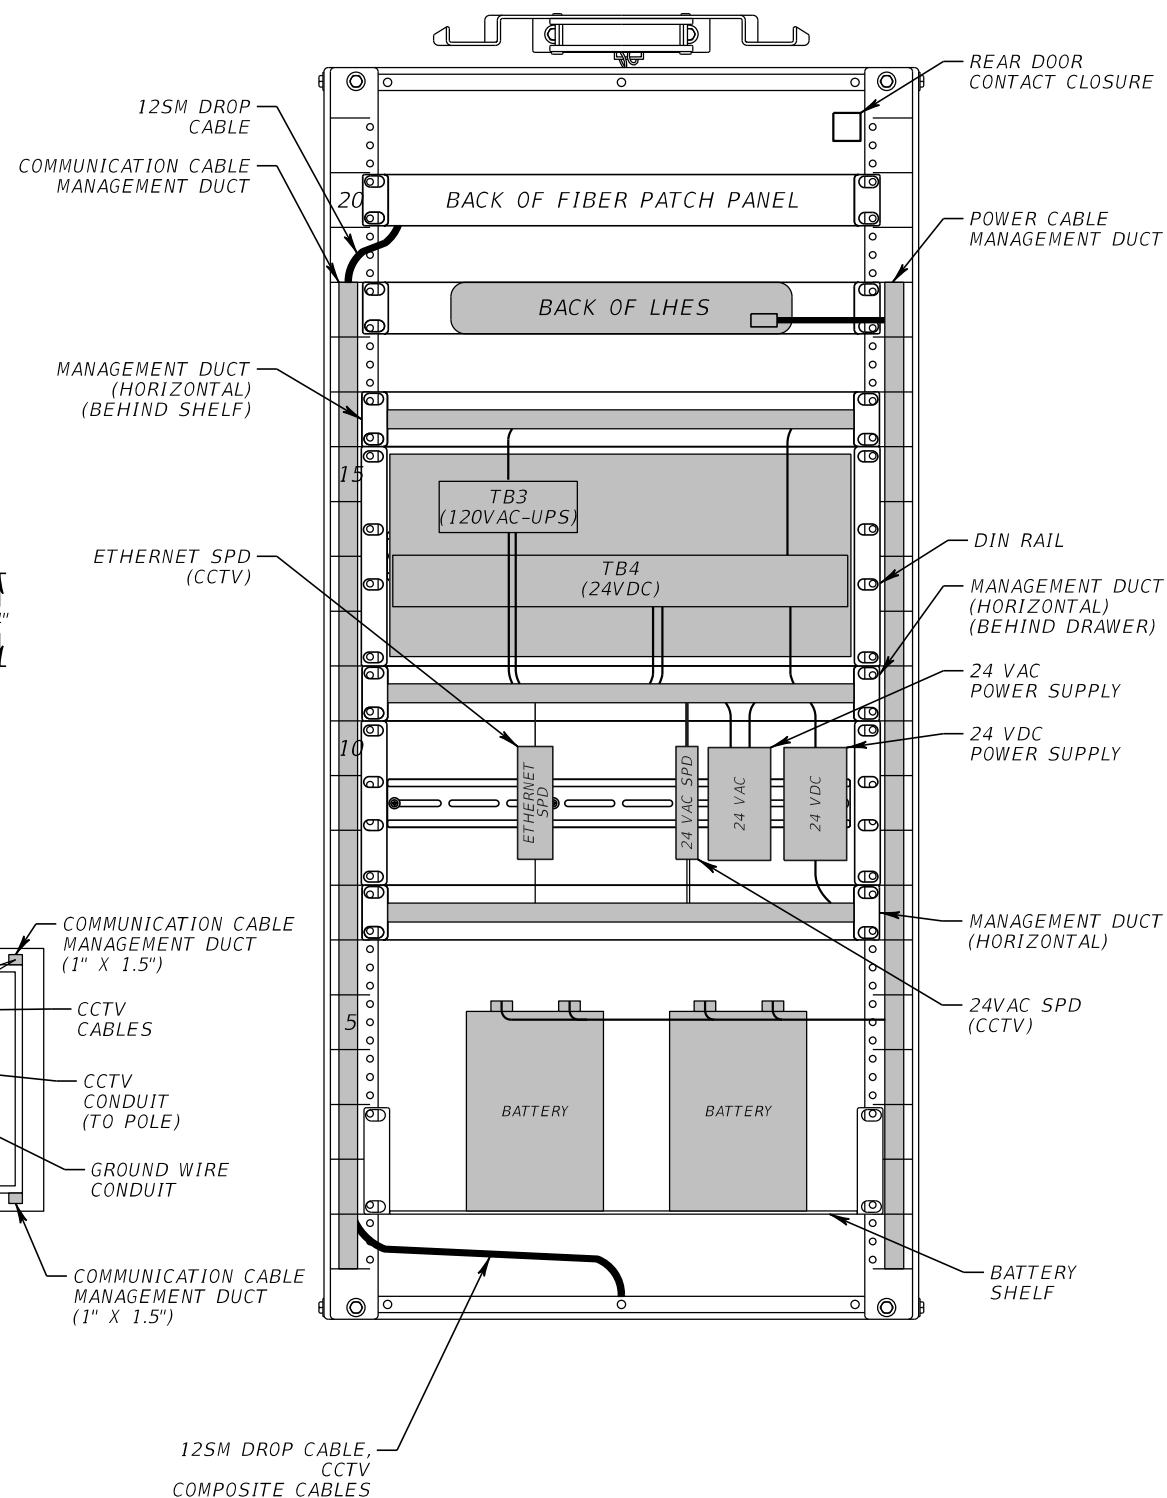 REAR DOOR
CONTACT CLOSURE
12SM DROP
CABLE
COMMUNICATION CABLE
MANAGEMENT DUCT
20
BACK OF FIBER PATCH PANEL
POWER CABLE
MANAGEMENT DUCT
BACK OF LHES
MANAGEMENT DUCT
(HORIZONTAL)
(BEHIND SHELF)
15
TB3
(120VAC-UPS)
ETHERNET SPD
(CCTV)
TB4
(24VDC)
DIN RAIL
MANAGEMENT DUCT
(HORIZONTAL)
(BEHIND DRAWER)
24 VAC
POWER SUPPLY
24 VDC
POWER SUPPLY
10
ETHERNET
SPD
24 VAC SPD
24 VAC
24 VDC
COMMUNICATION CABLE
MANAGEMENT DUCT
(1" X 1.5")
MANAGEMENT DUCT
(HORIZONTAL)
CCTV
CABLES
5
24VAC SPD
(CCTV)
CCTV
CONDUIT
(TO POLE)
BATTERY
BATTERY
GROUND WIRE
CONDUIT
COMMUNICATION CABLE
MANAGEMENT DUCT
(1" X 1.5")
BATTERY
SHELF
12SM DROP CABLE,
CCTV
COMPOSITE CABLES